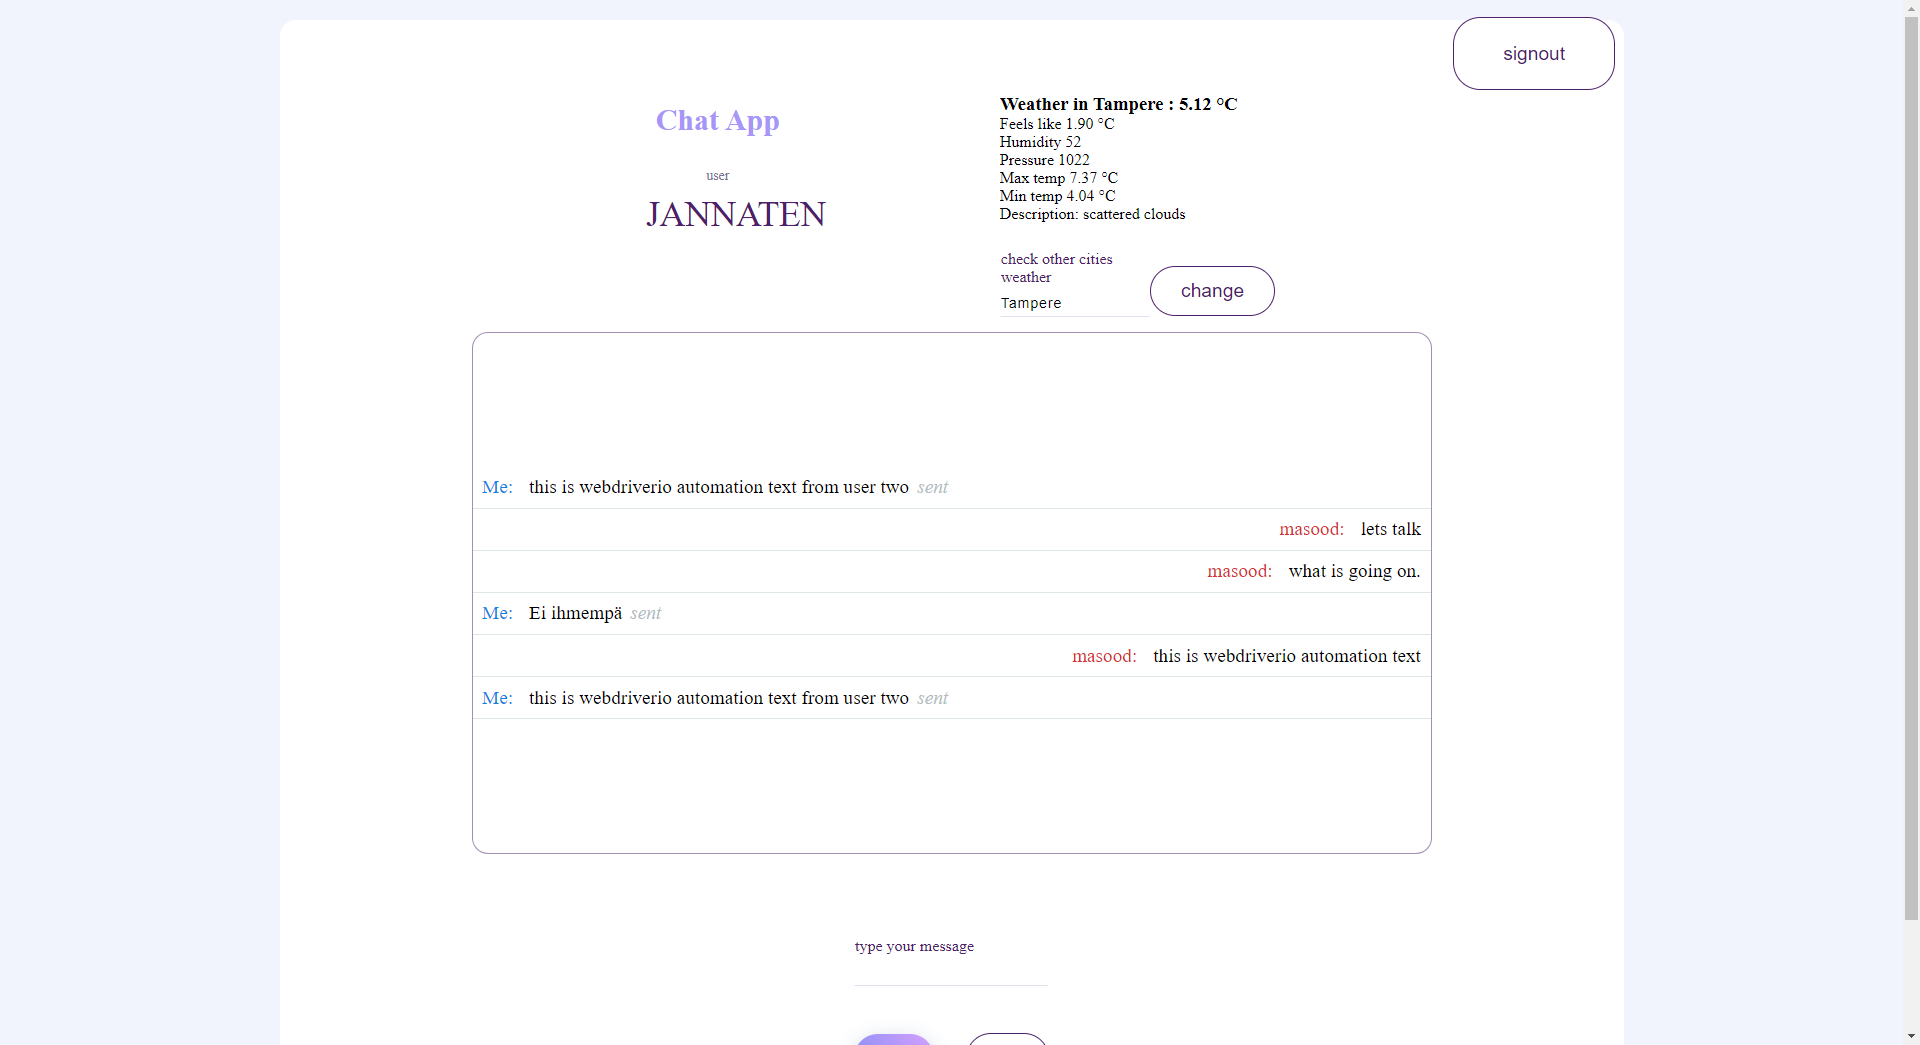 signout
Chat App
user
JANNATEN
Weather in Tampere : 5.12 °C
Feels like 1.90 °C
Humidity 52
Pressure 1022
Max temp 7.37 °C
Min temp 4.04 °C
Description: scattered clouds
check other cities
weather
Tampere
change
Me: this is webdriverio automation text from user two sent
masood: lets talk
masood: what is going on.
Me: Ei ihmempä sent
masood: this is webdriverio automation text
Me: this is webdriverio automation text from user two sent
type your message